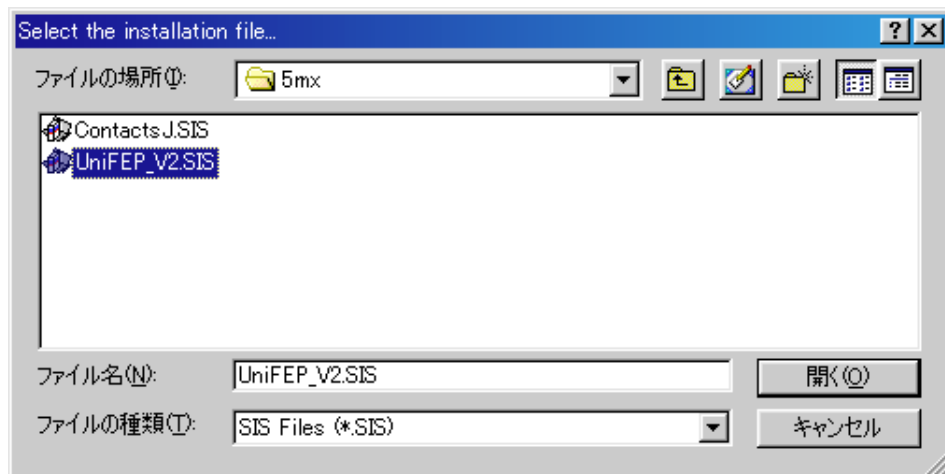 Select the installation file...
ファイルの場所(I):
5mx
ContactsJ.SIS
UniFEP_V2.SIS
ファイル名(N):
UniFEP_V2.SIS
開く(O)
ファイルの種類(T):
SIS Files (*.SIS)
キャンセル